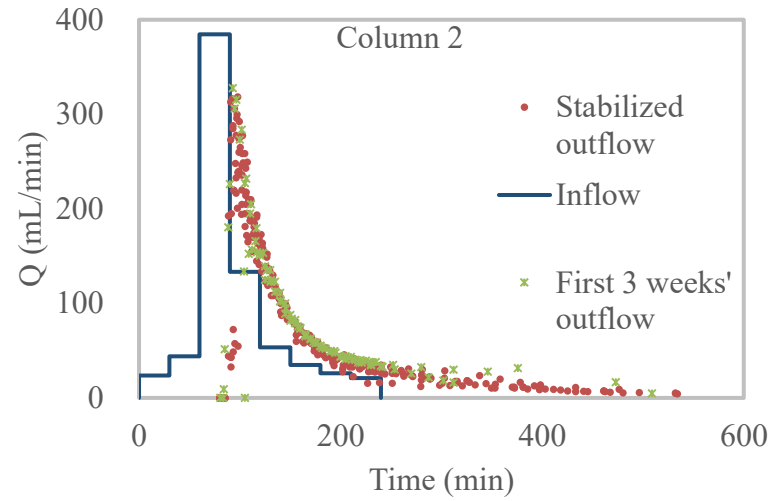 Column 2
400
300
200
100
0
Q (mL/min)
Stabilized
outflow
Inflow
First 3 weeks'
outflow
0
200
400
600
Time (min)